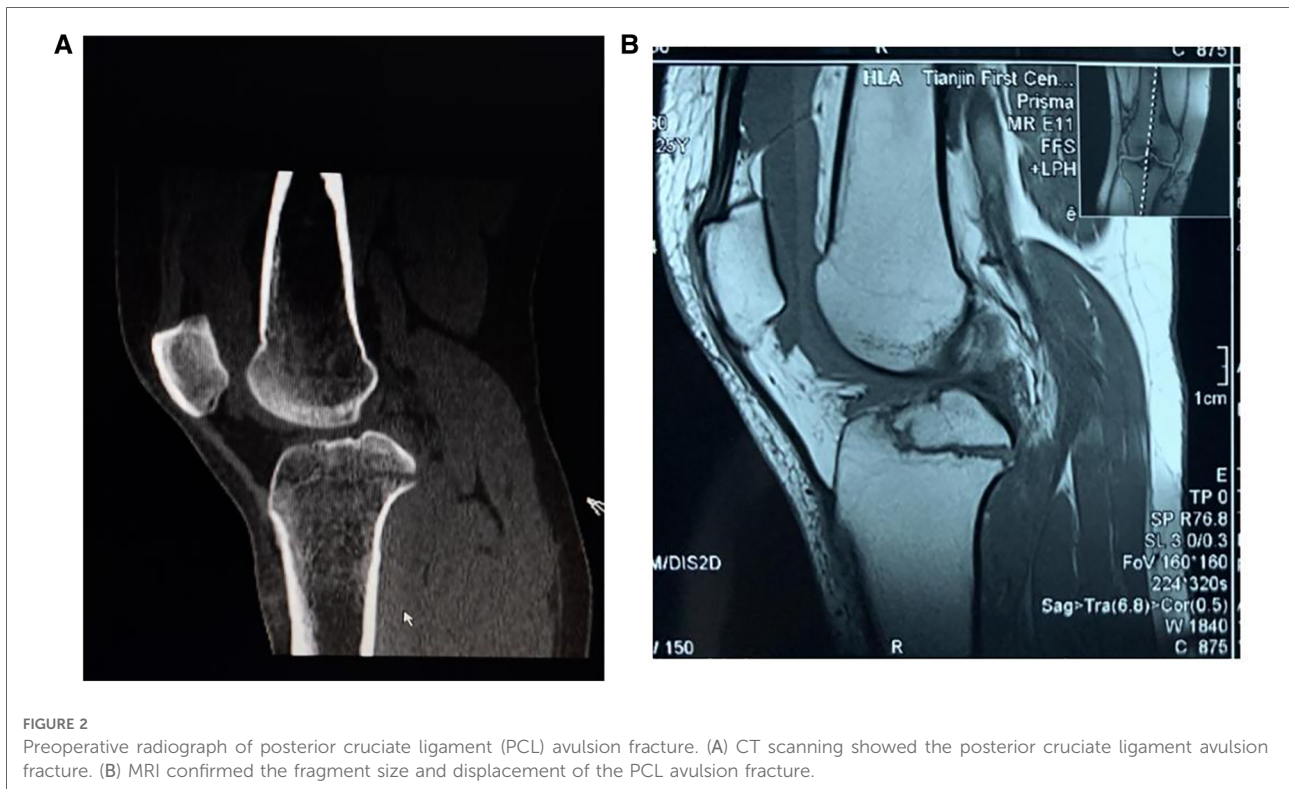 A
B
R
C 875
HLA Tianjin First Cen...
Prisma
MR E11
FFS
+LPH
25Y
1cm
E
TP 0
SP R76.8
SL 3.0/0.3
FoV 160*160
224*320s
Sag>Tra(6.8)>Cor(0.5)
W 1840
C 875
M/DIS2D
/ 150
R
FIGURE 2
Preoperative radiograph of posterior cruciate ligament (PCL) avulsion fracture. (A) CT scanning showed the posterior cruciate ligament avulsion
fracture. (B) MRI confirmed the fragment size and displacement of the PCL avulsion fracture.